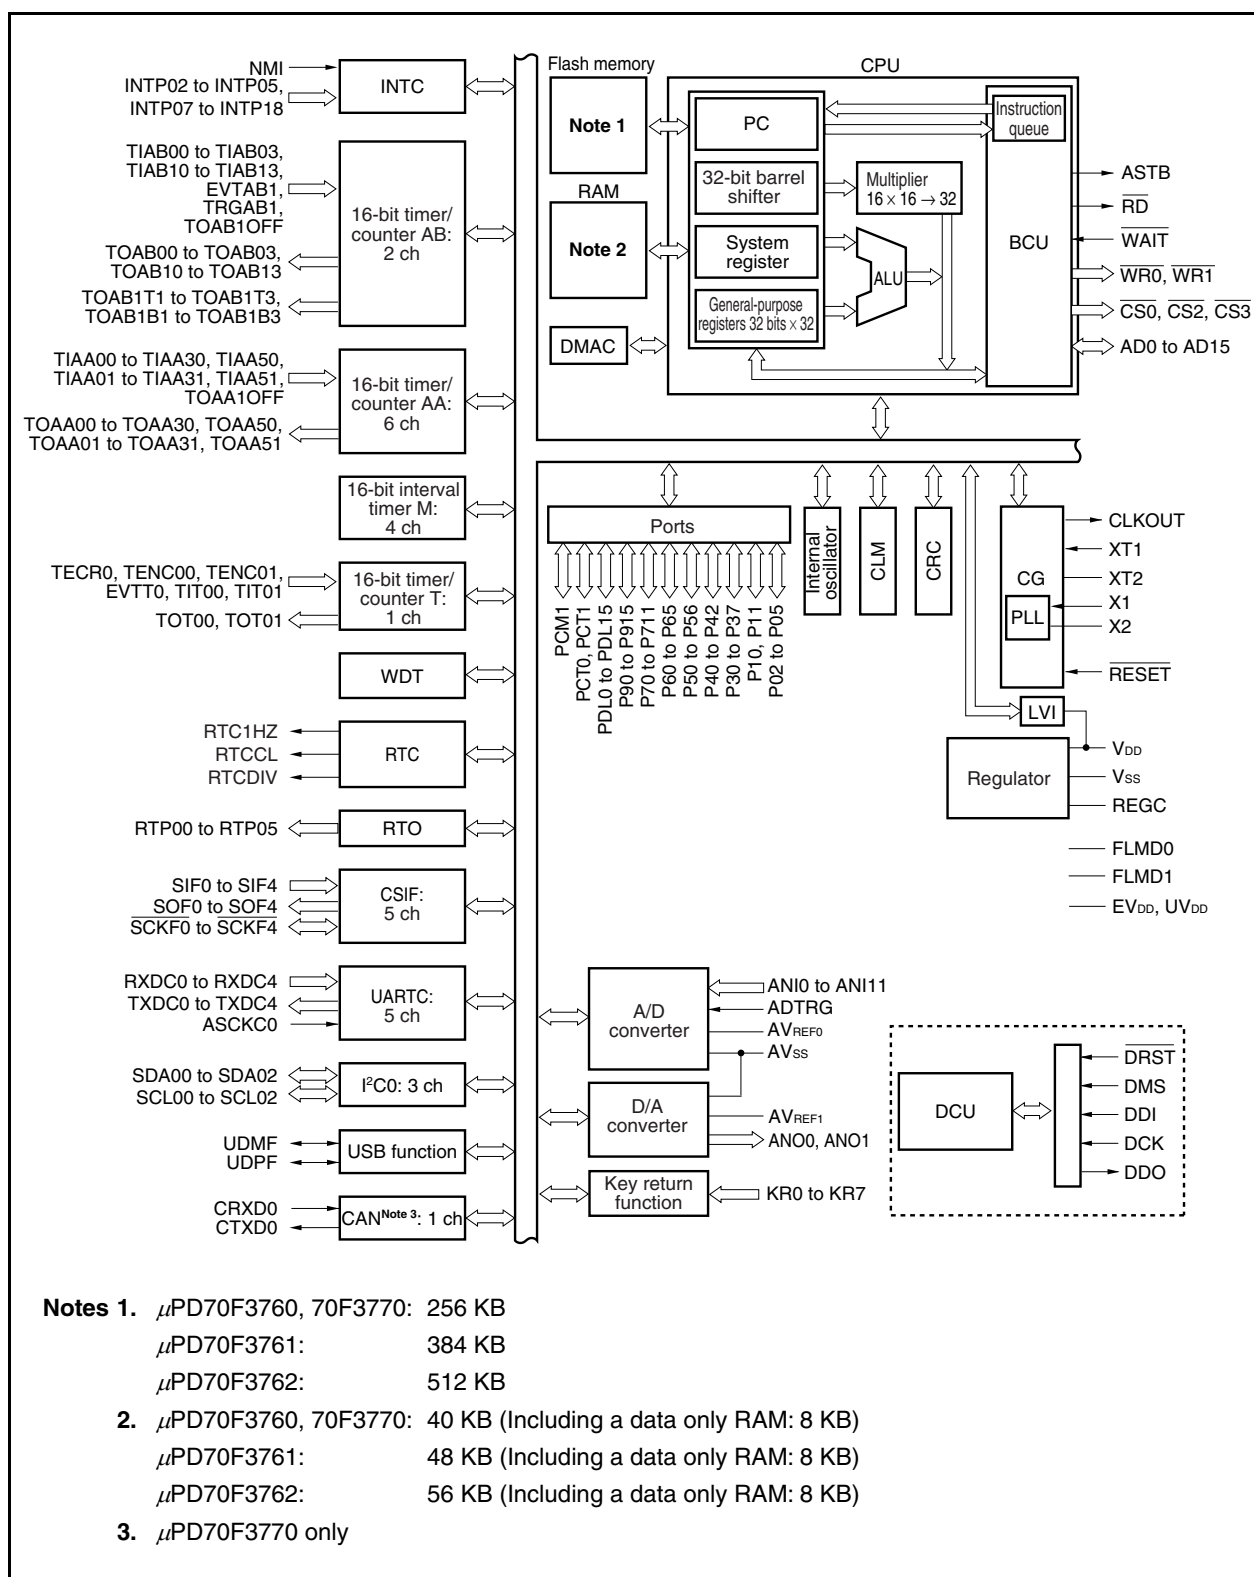 NMI
INTP02 to INTP05,
INTP07 to INTP18
INTC
TIAB00 to TIAB03,
TIAB10 to TIAB13,
EVTAB1,
TRGAB1,
TOAB1OFF
TOAB00 to TOAB03,
TOAB10 to TOAB13
TOAB1T1 to TOAB1T3,
TOAB1B1 to TOAB1B3
16-bit timer/
counter AB:
2 ch
TIAA00 to TIAA30, TIAA50,
TIAA01 to TIAA31, TIAA51,
TOAA1OFF
TOAA00 to TOAA30, TOAA50,
TOAA01 to TOAA31, TOAA51
16-bit timer/
counter AA:
6 ch
16-bit interval
timer M:
4 ch
TECR0, TENC00, TENC01,
EVTT0, TIT00, TIT01
TOT00, TOT01
16-bit timer/
counter T:
1 ch
WDT
RTC1HZ
RTCCL
RTCDIV
RTC
RTP00 to RTP05
RTO
SIF0 to SIF4
SOF0 to SOF4
SCKF0 to SCKF4
CSIF:
5 ch
RXDC0 to RXDC4
TXDC0 to TXDC4
ASCKC0
UARTC:
5 ch
SDA00 to SDA02
SCL00 to SCL02
I²C0: 3 ch
UDMF
UDPF
USB function
CRXD0
CTXD0
CAN Note 3: 1 ch
Flash memory
Note 1
RAM
Note 2
DMAC
CPU
PC
32-bit barrel
shifter
System
register
General-purpose
registers 32 bits × 32
Multiplier
16 × 16 → 32
ALU
Instruction
queue
BCU
ASTB
RD
WAIT
WR0, WR1
CS0, CS2, CS3
AD0 to AD15
Ports
PCM1
PCT0, PCT1
PDL0 to PDL15
P90 to P915
P70 to P711
P60 to P65
P50 to P56
P40 to P42
P30 to P37
P10, P11
P02 to P05
Internal
oscillator
CLM
CRC
CG
PLL
CLKOUT
XT1
XT2
X1
X2
RESET
LVI
Regulator
VDD
VSS
REGC
FLMD0
FLMD1
EVDD, UVDD
A/D
converter
ANI0 to ANI11
ADTRG
AVREF0
AVSS
D/A
converter
AVREF1
ANO0, ANO1
Key return
function
KR0 to KR7
DCU
DRST
DMS
DDI
DCK
DDO
Notes 1. μPD70F3760, 70F3770: 256 KB
μPD70F3761: 384 KB
μPD70F3762: 512 KB
2. μPD70F3760, 70F3770: 40 KB (Including a data only RAM: 8 KB)
μPD70F3761: 48 KB (Including a data only RAM: 8 KB)
μPD70F3762: 56 KB (Including a data only RAM: 8 KB)
3. μPD70F3770 only